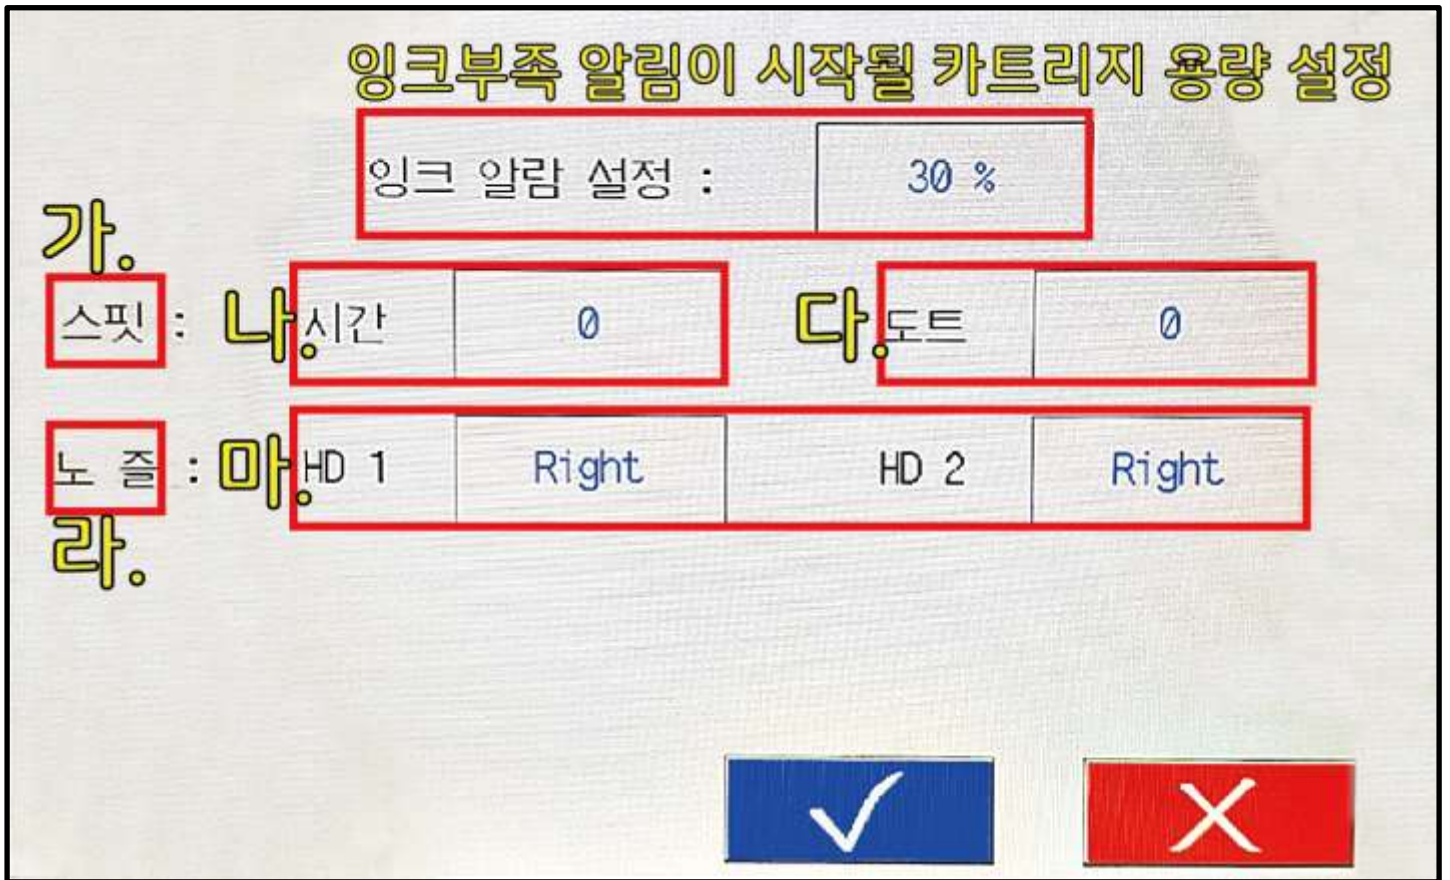 잉크부족 알림이 시작될 카트리지 용량 설정
잉크 알람 설정 : 30 %
가.
스핏 : 나. 시간 0 다. 도트 0
노 즐 : 마. HD 1 Right HD 2 Right
라.